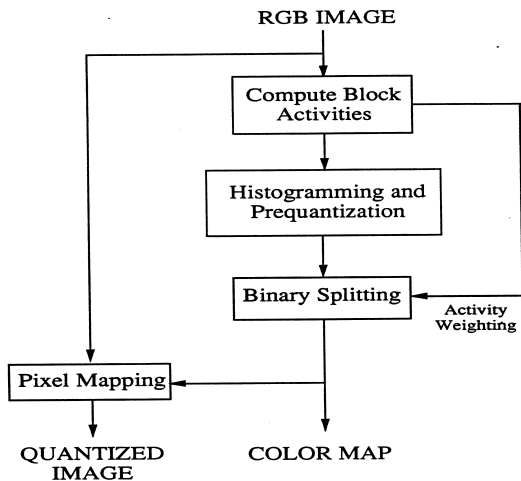 RGB IMAGE
Compute Block
Activities
Histogramming and
Prequantization
Binary Splitting
Activity
Weighting
Pixel Mapping
QUANTIZED
IMAGE
COLOR MAP